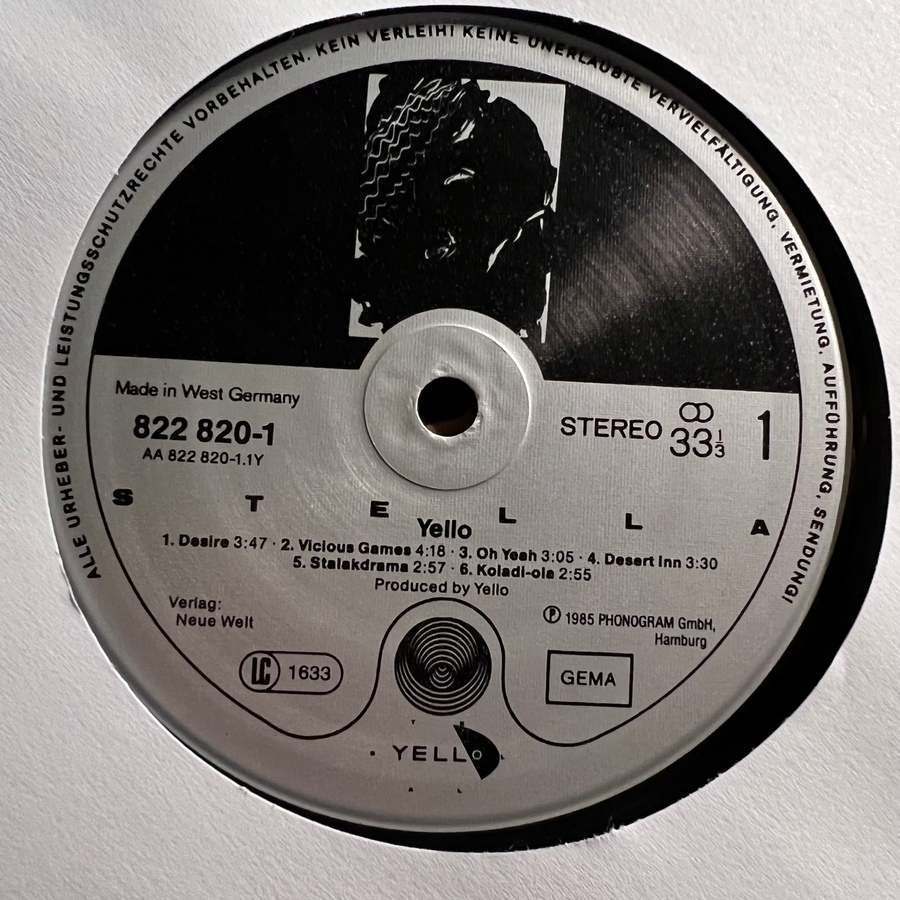 ALLE URHEBER- UND LEISTUNGSSCHUTZRECHTE VORBEHALTEN. KEIN VERLEIH! KEINE UNERLAUBTE VERVIELFÄLTIGUNG, VERMIETUNG, AUFFÜHRUNG, SENDUNG!
Made in West Germany
822 820-1
AA 822 820-1.1Y
STEREO 33 1/3 1
S T E L L A
Yello
1. Desire 3:47 · 2. Vicious Games 4:18 · 3. Oh Yeah 3:05 · 4. Desert Inn 3:30
5. Stalakdrama 2:57 · 6. Koladi-ola 2:55
Produced by Yello
Verlag:
Neue Welt
Ⓟ 1985 PHONOGRAM GmbH,
Hamburg
LC 1633
GEMA
YELLO